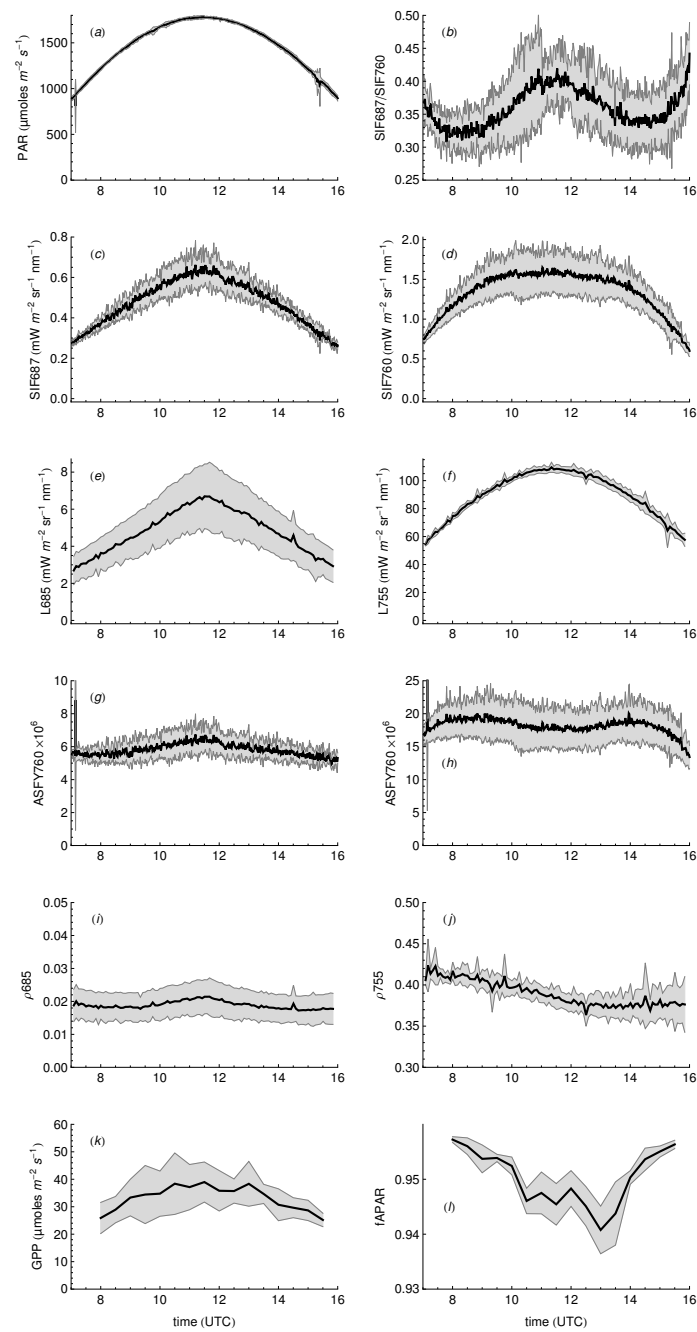 (a)
PAR (μmoles m⁻² s⁻¹)
0
500
1000
1500
8 10 12 14 16
(b)
SIF687/SIF760
0.25
0.30
0.35
0.40
0.45
0.50
8 10 12 14 16
(c)
SIF687 (mW m⁻² sr⁻¹ nm⁻¹)
0.0
0.2
0.4
0.6
0.8
8 10 12 14 16
(d)
SIF760 (mW m⁻² sr⁻¹ nm⁻¹)
0.0
0.5
1.0
1.5
2.0
8 10 12 14 16
(e)
L685 (mW m⁻² sr⁻¹ nm⁻¹)
0
2
4
6
8
8 10 12 14 16
(f)
L755 (mW m⁻² sr⁻¹ nm⁻¹)
0
20
40
60
80
100
8 10 12 14 16
(g)
ASFY760 ×10⁶
0
2
4
6
8
10
8 10 12 14 16
(h)
ASFY760 ×10⁶
0
5
10
15
20
25
8 10 12 14 16
(i)
ρ685
0.00
0.01
0.02
0.03
0.04
0.05
8 10 12 14 16
(j)
ρ755
0.30
0.35
0.40
0.45
0.50
8 10 12 14 16
(k)
GPP (μmoles m⁻² s⁻¹)
0
10
20
30
40
50
60
8 10 12 14 16
time (UTC)
(l)
fAPAR
0.93
0.94
0.95
8 10 12 14 16
time (UTC)